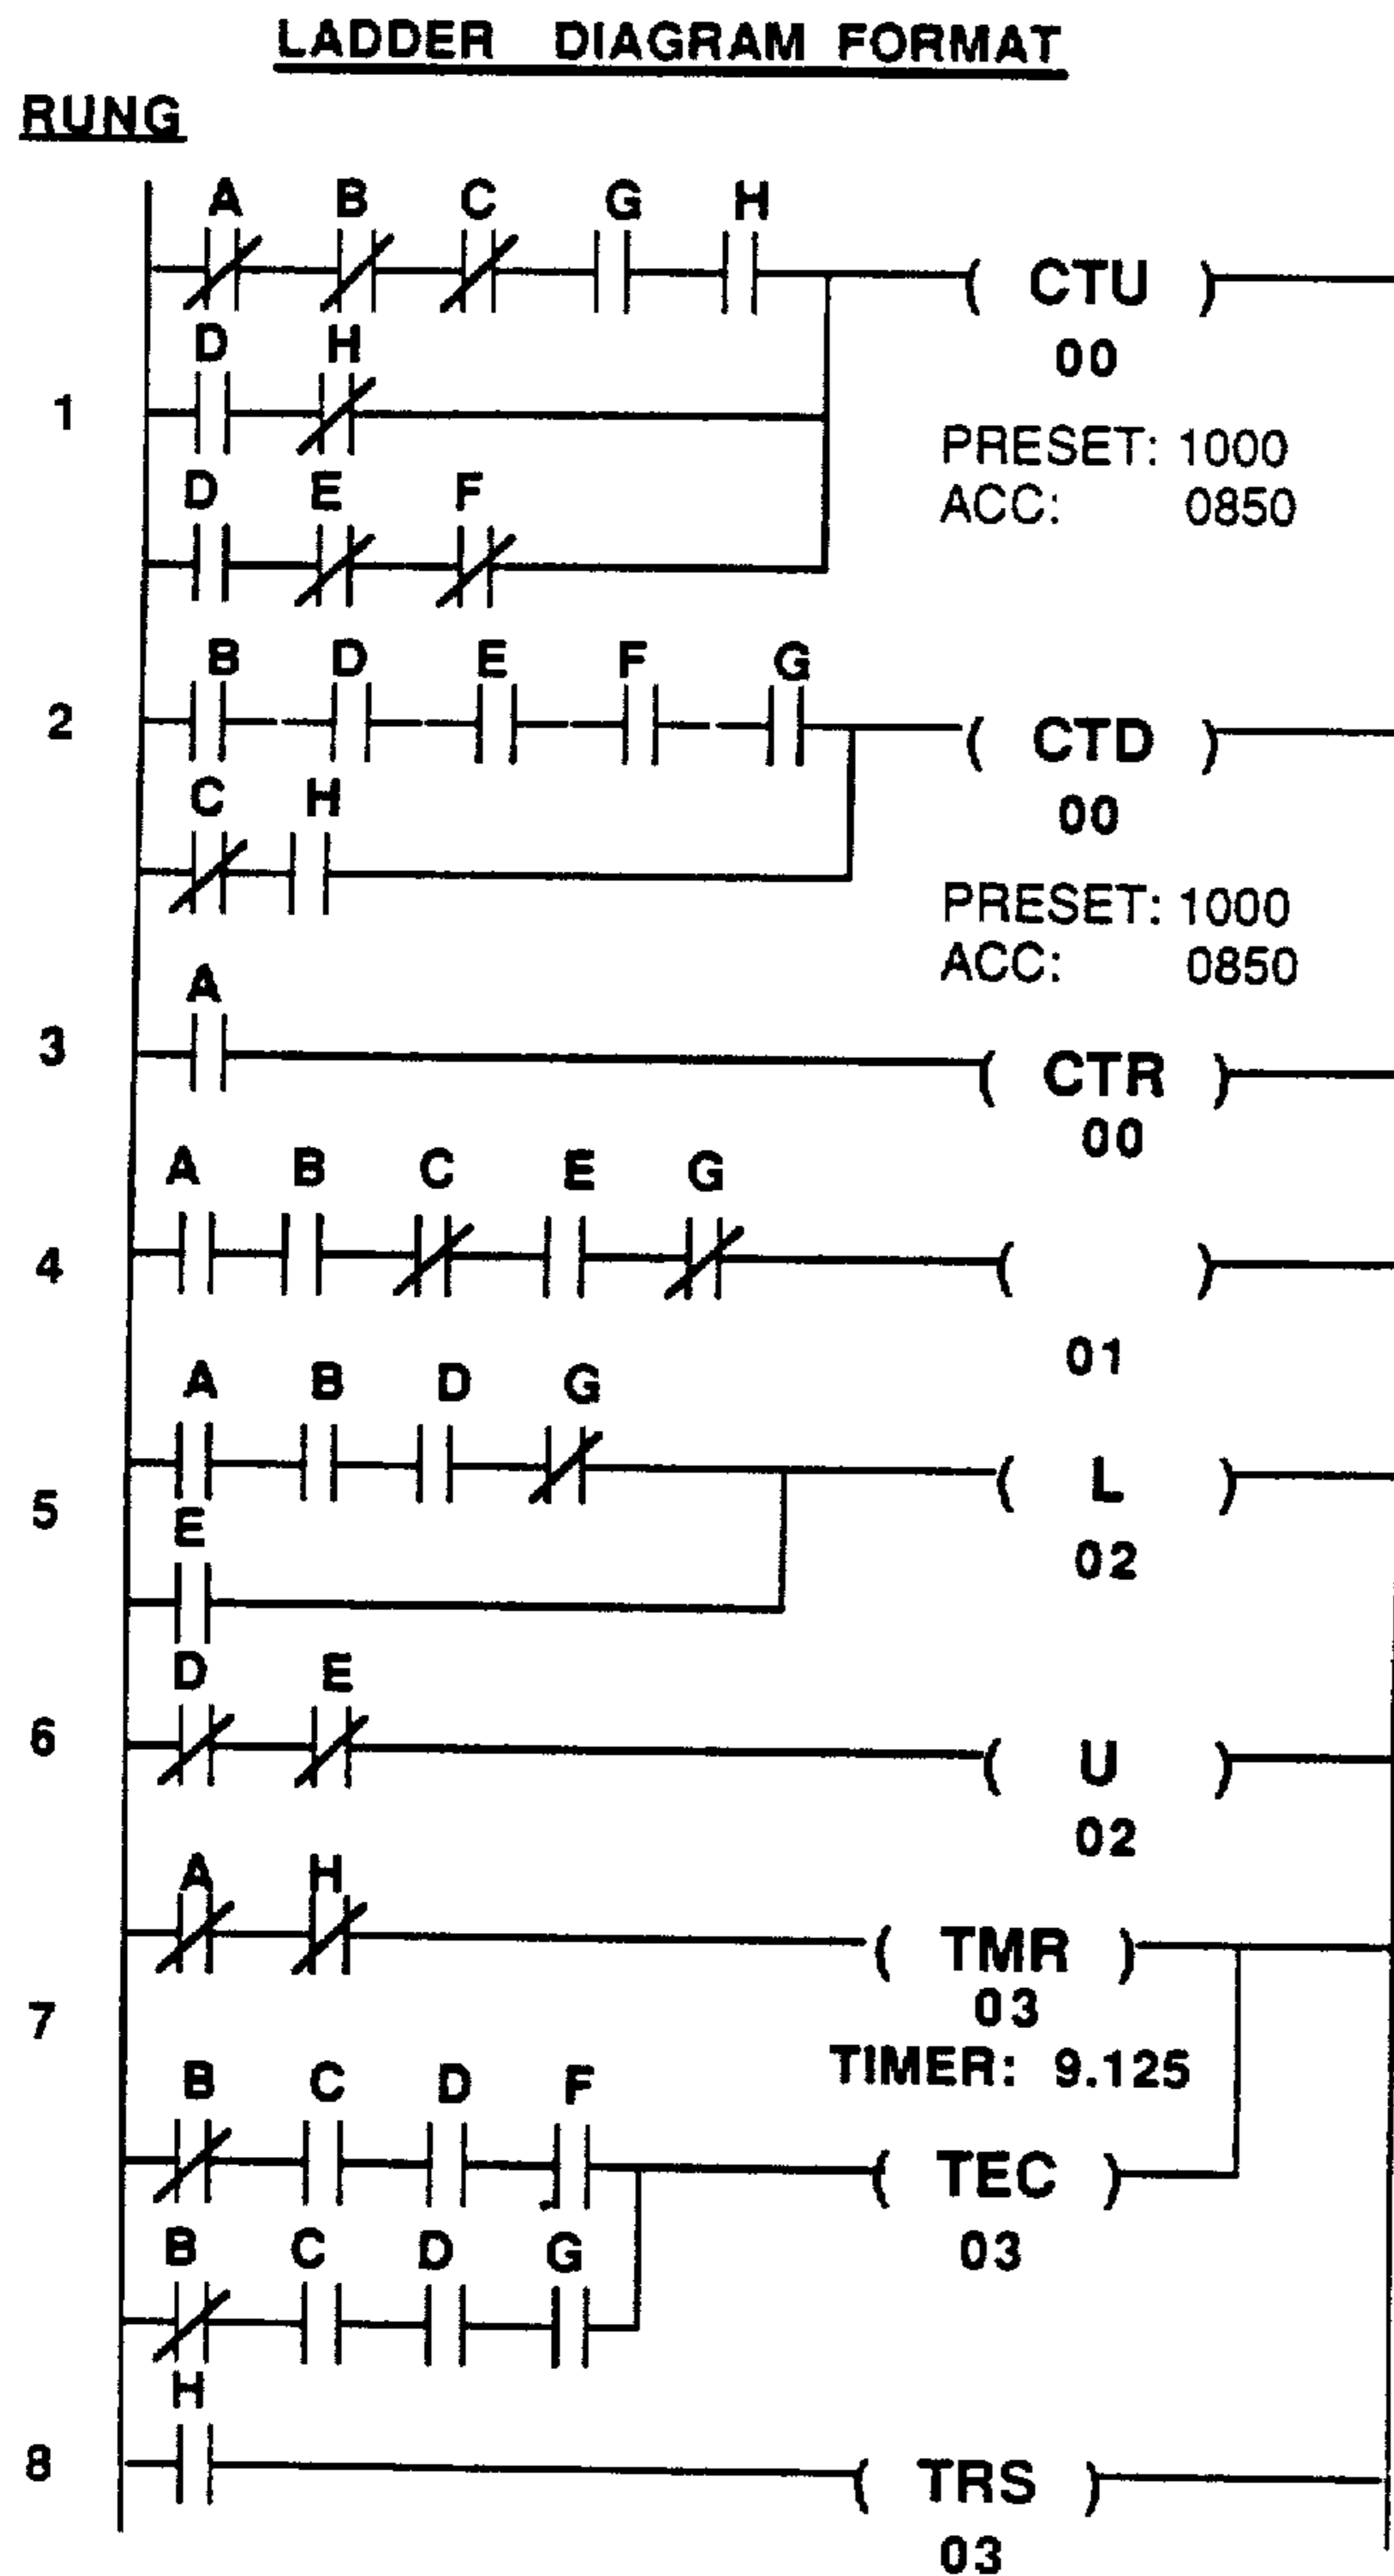 LADDER DIAGRAM FORMAT
RUNG
A B C G H
( CTU )
00
D H
1
PRESET: 1000
ACC: 0850
D E F
B D E F G
2
( CTD )
00
C H
PRESET: 1000
ACC: 0850
A
3
( CTR )
00
A B C E G
4
( )
01
A B D G
5
( L )
02
E
D E
6
( U )
02
A H
( TMR )
03
7
TIMER: 9.125
B C D F
( TEC )
03
B C D G
H
8
( TRS )
03